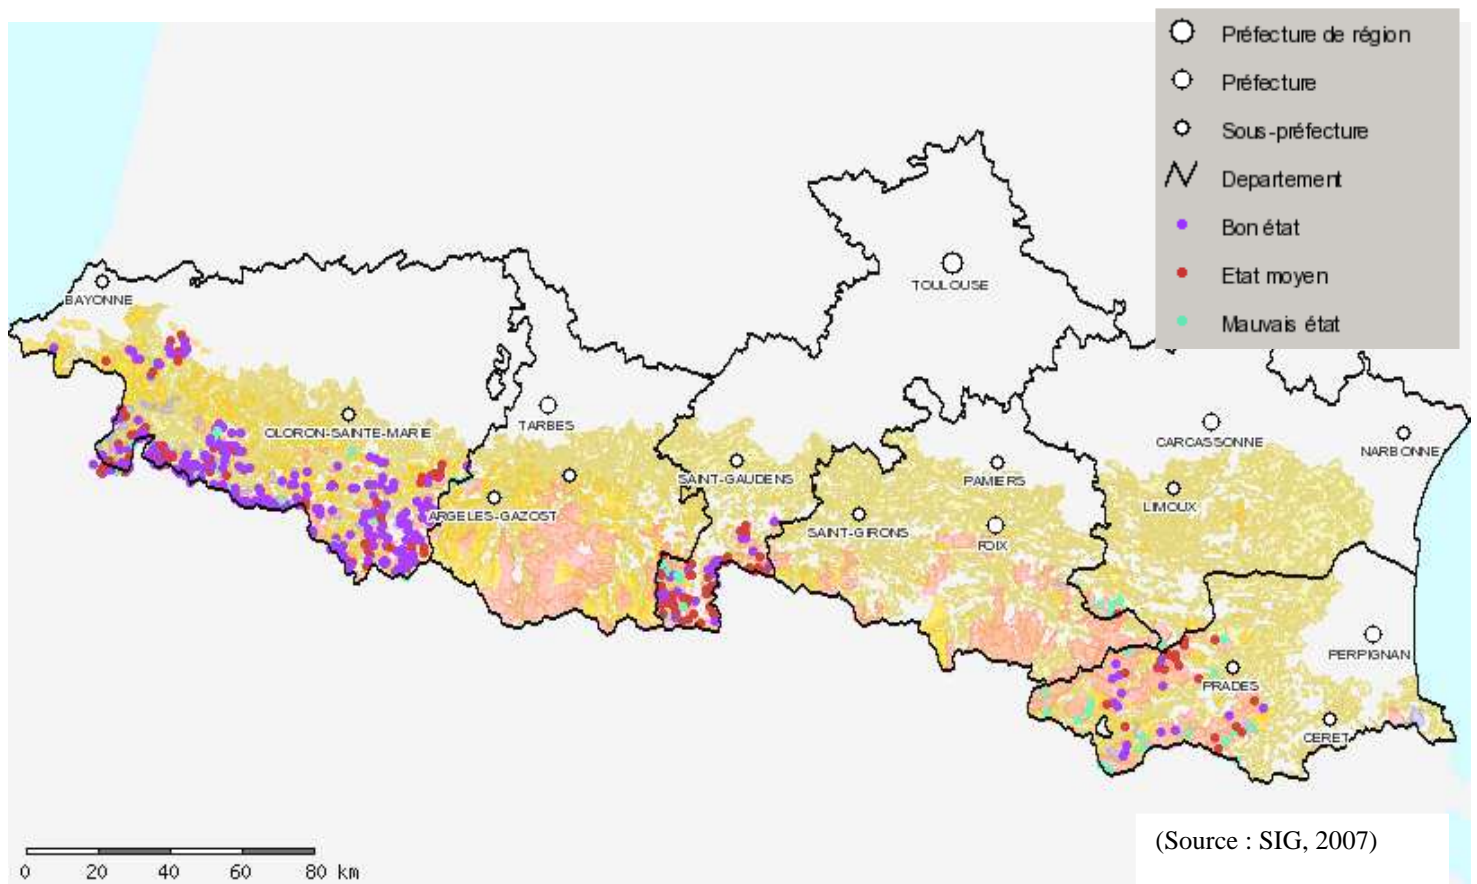 Préfecture de région
Préfecture
Sous-préfecture
Departement
Bon état
Etat moyen
Mauvais état
BAYONNE
TOULOUSE
OLORON-SAINTE-MARIE
TARBES
CARCASSONNE
NARBONNE
SAINT-GAUDENS
PAMIERS
LIMOUX
ARGELES-GAZOST
SAINT-GIRONS
FOIX
PERPIGNAN
PRADES
CERET
(Source : SIG, 2007)
0 20 40 60 80 km